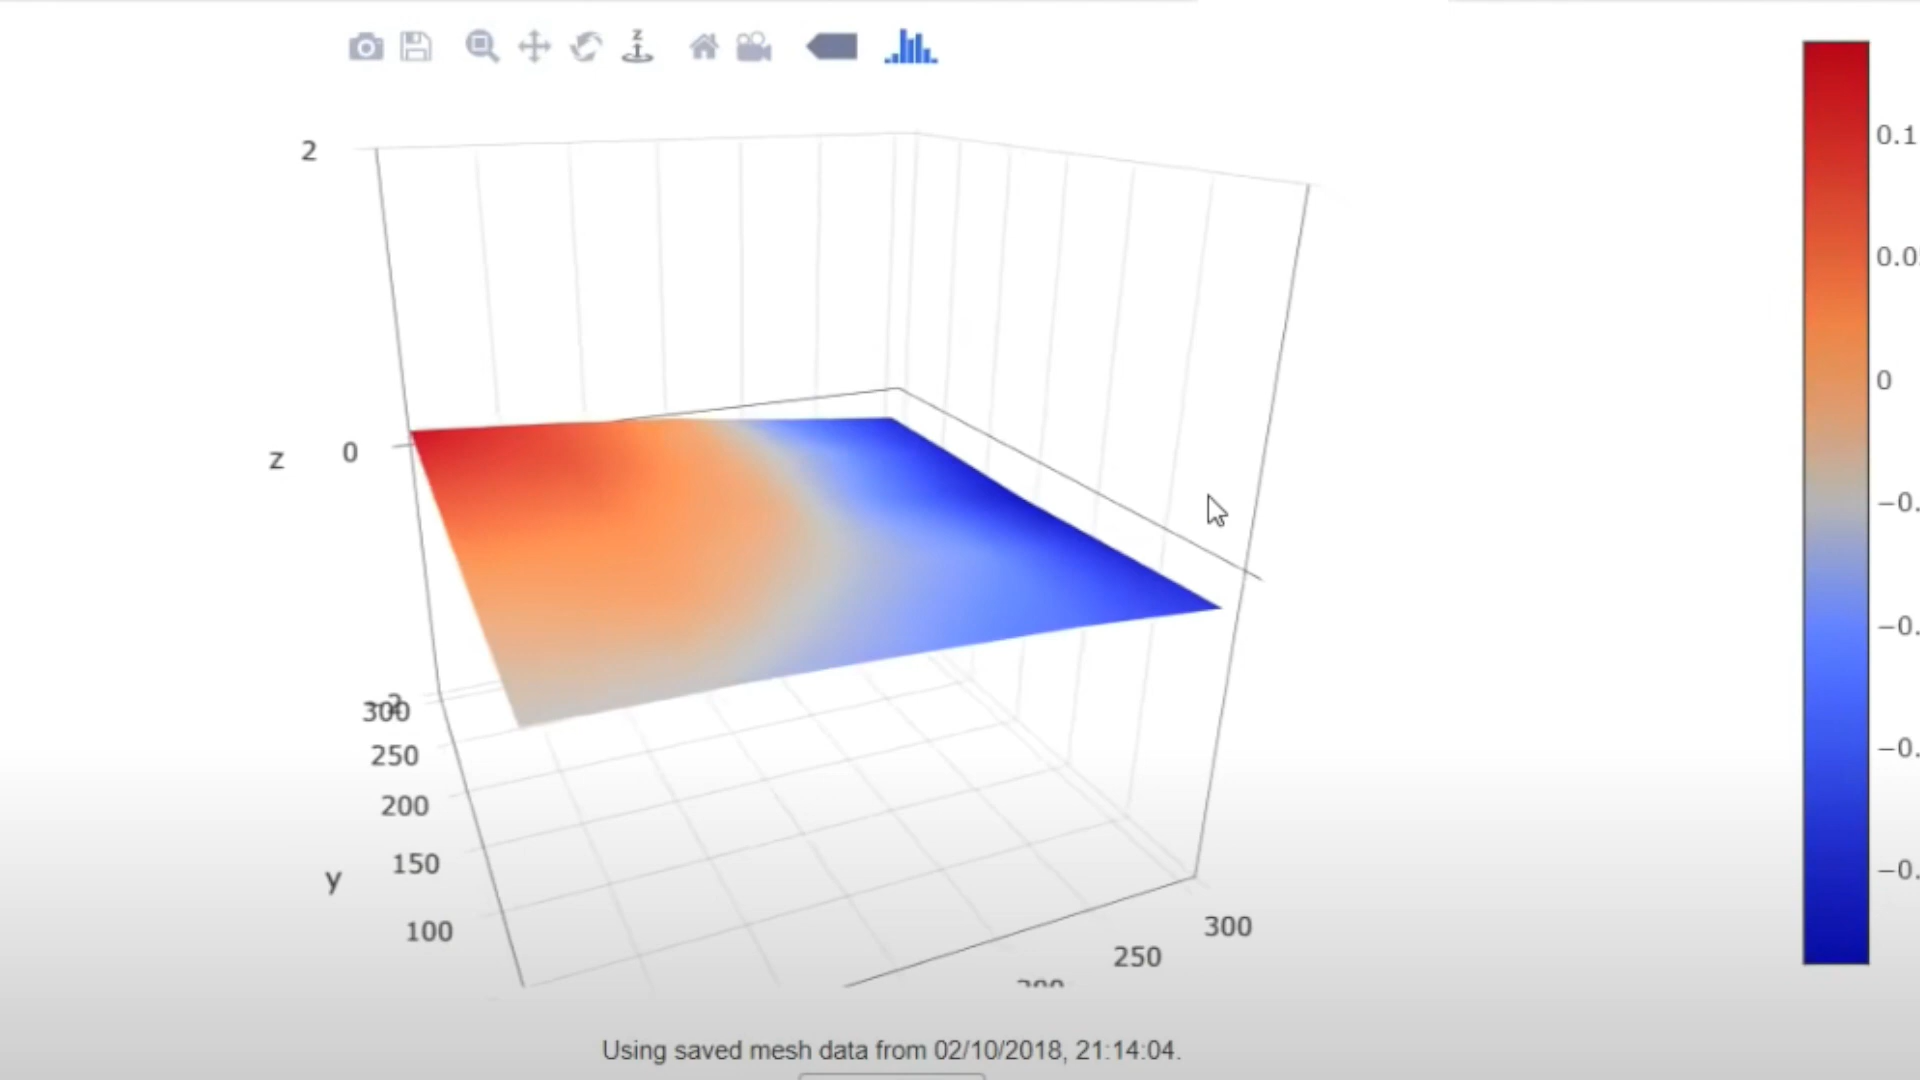 z
2
0.1
0
z
0
300
250
200
150
y
100
300
250
Using saved mesh data from 02/10/2018, 21:14:04.